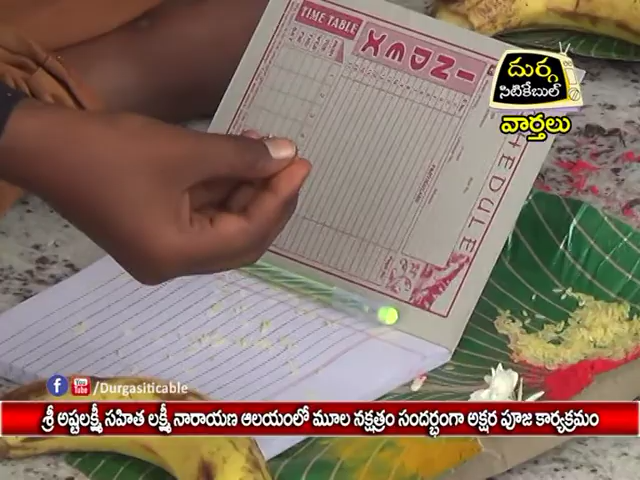 TIME TABLE
INDEX
SCHEDULE
దుర్గ
సిటికేబుల్
వార్తలు
/Durgasiticable
శ్రీ అష్టలక్ష్మీ సహిత లక్ష్మీ నారాయణ ఆలయంలో మూల నక్షత్రం సందర్భంగా అక్షర పూజ కార్యక్రమం